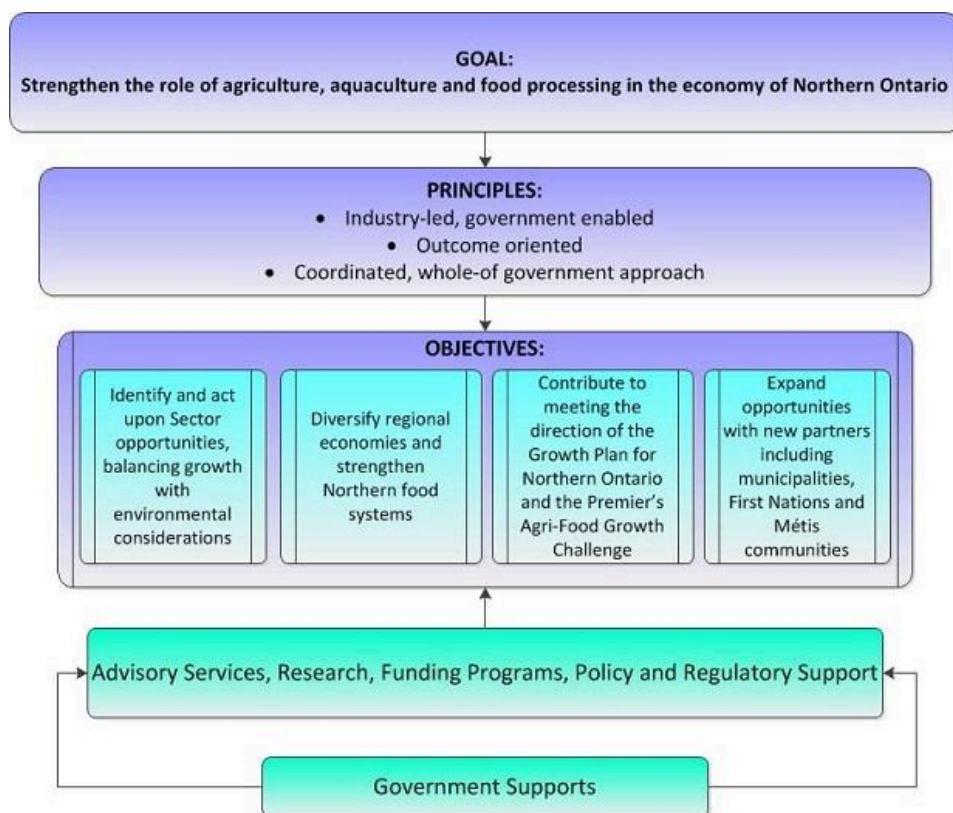 GOAL:
Strengthen the role of agriculture, aquaculture and food processing in the economy of Northern Ontario
PRINCIPLES:
• Industry-led, government enabled
• Outcome oriented
• Coordinated, whole-of government approach
OBJECTIVES:
Identify and act
upon Sector
opportunities,
balancing growth
with
environmental
considerations
Diversify regional
economies and
strengthen
Northern food
systems
Contribute to
meeting the
direction of the
Growth Plan for
Northern Ontario
and the Premier’s
Agri-Food Growth
Challenge
Expand
opportunities
with new partners
including
municipalities,
First Nations and
Métis
communities
Advisory Services, Research, Funding Programs, Policy and Regulatory Support
Government Supports